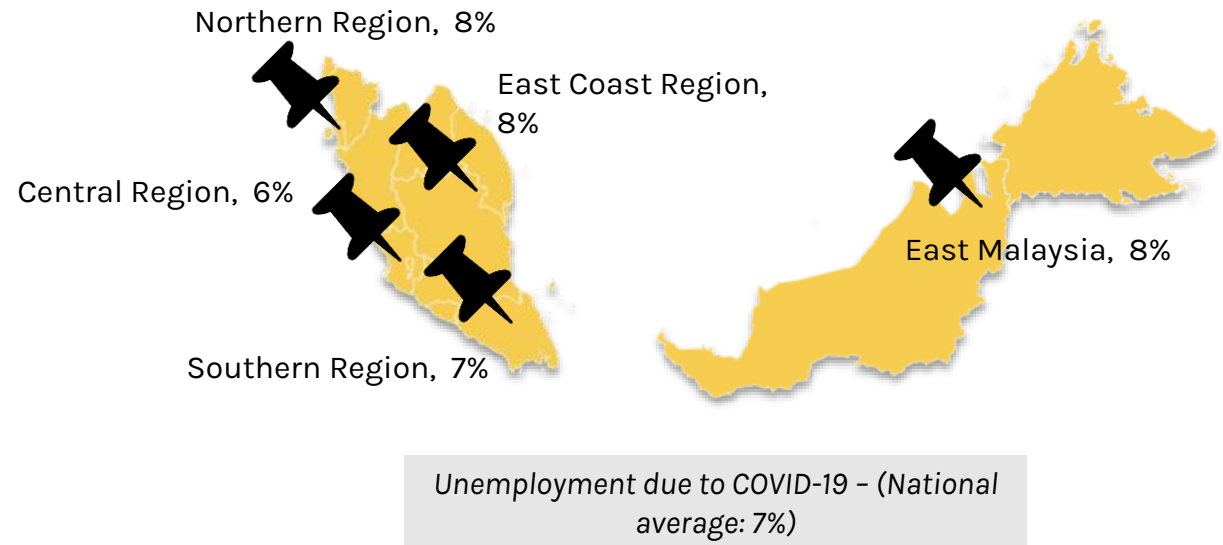 Northern Region, 8%
East Coast Region,
8%
Central Region, 6%
East Malaysia, 8%
Southern Region, 7%
Unemployment due to COVID-19 – (National
average: 7%)